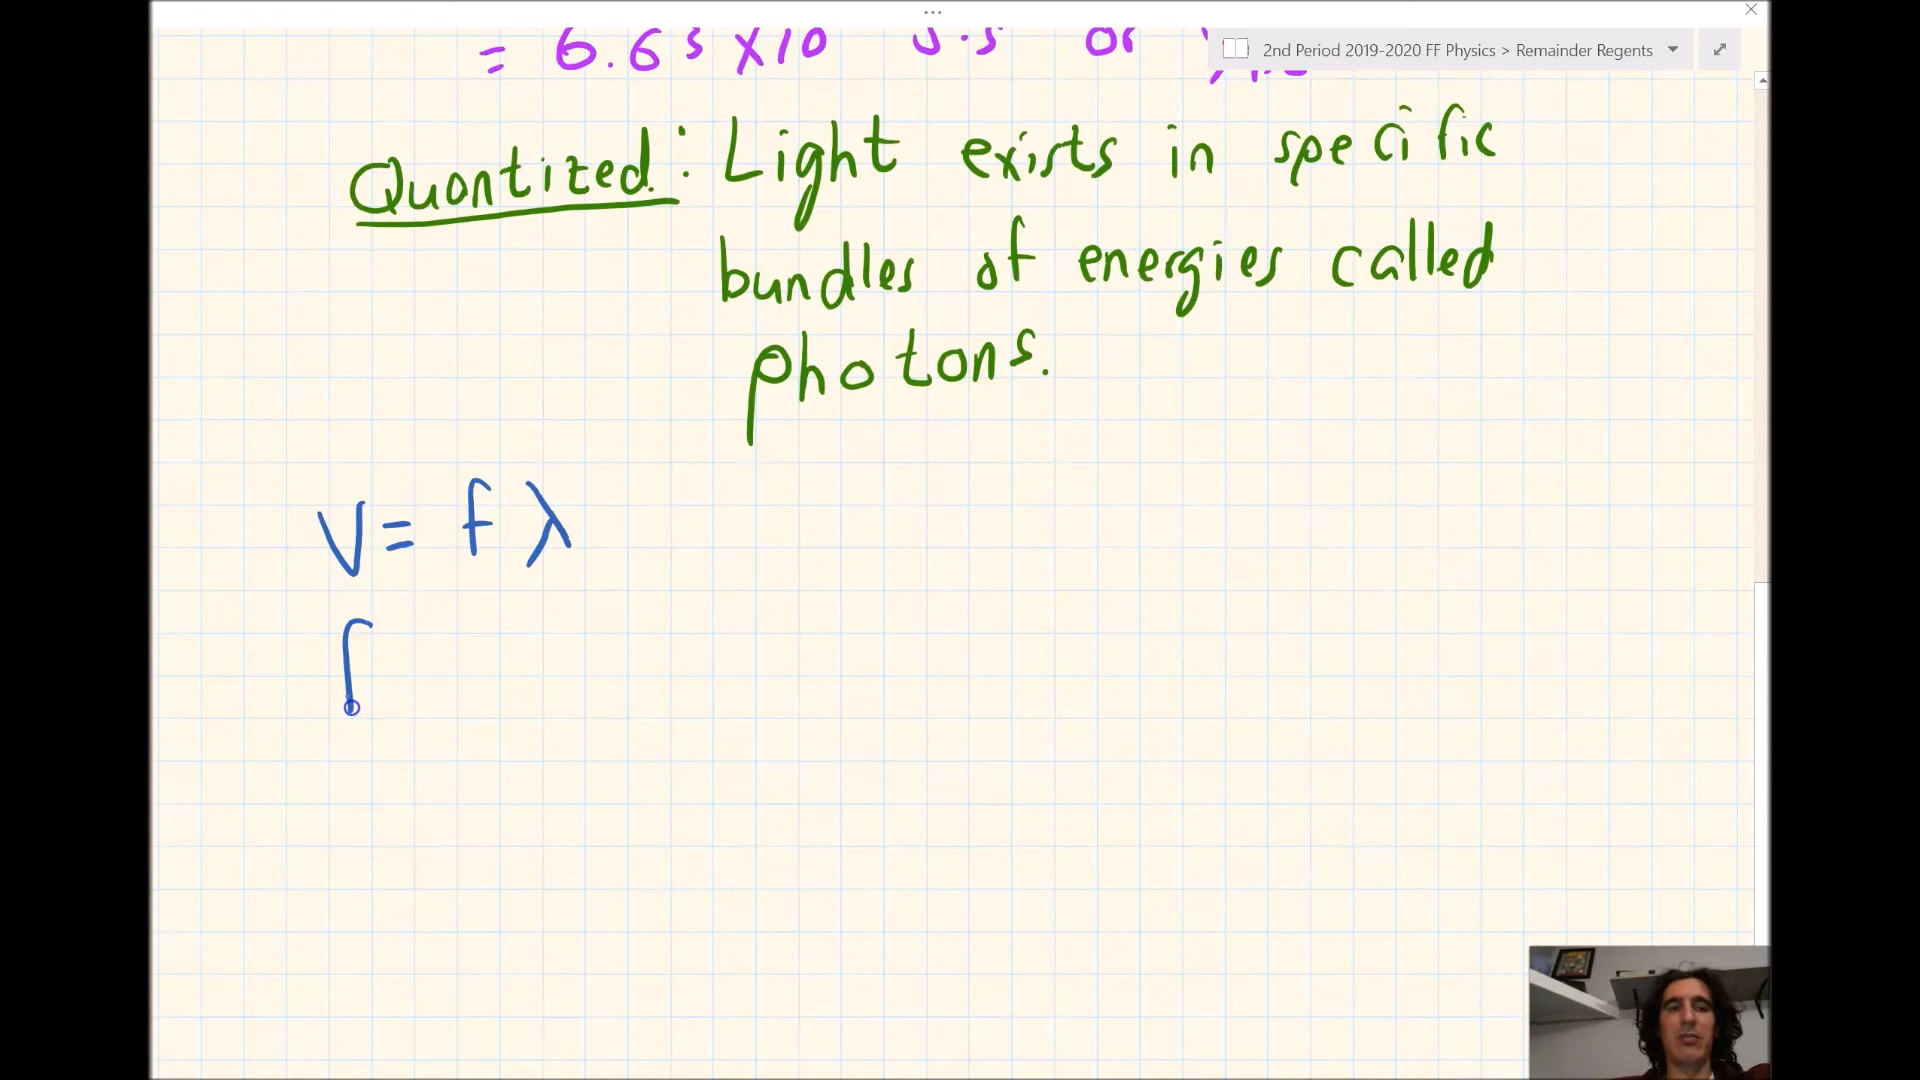 = 6.63 x10 J.s or
2nd Period 2019-2020 FF Physics > Remainder Regents
Quantized: Light exists in specific
bundles of energies called
photons.
V= f λ